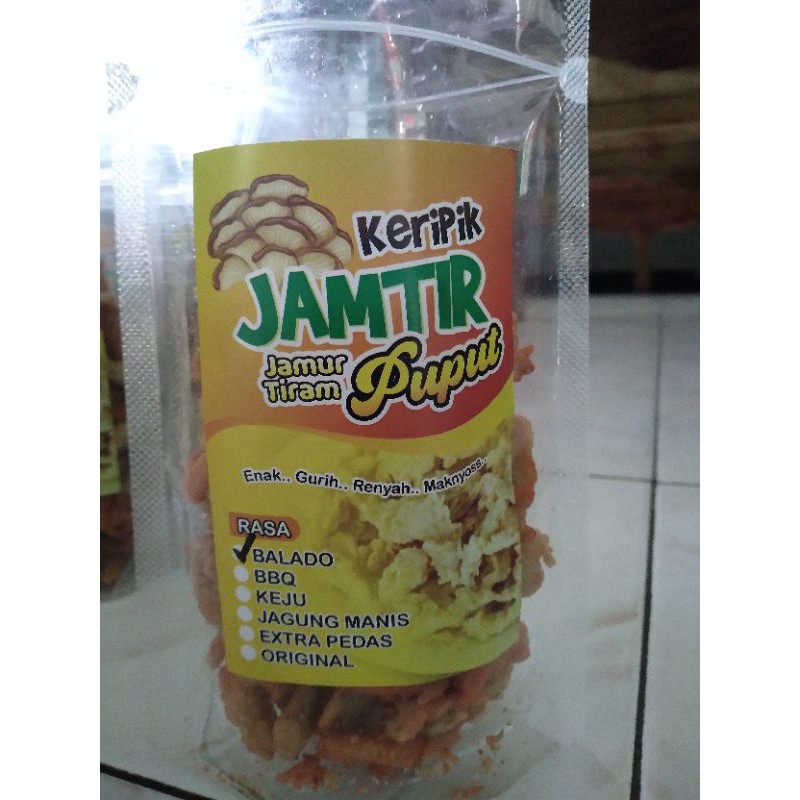 Keripik
JAMTIR
Jamur
Tiram
Puput
Enak.. Gurih.. Renyah.. Maknyoss..
RASA
BALADO
BBQ
KEJU
JAGUNG MANIS
EXTRA PEDAS
ORIGINAL